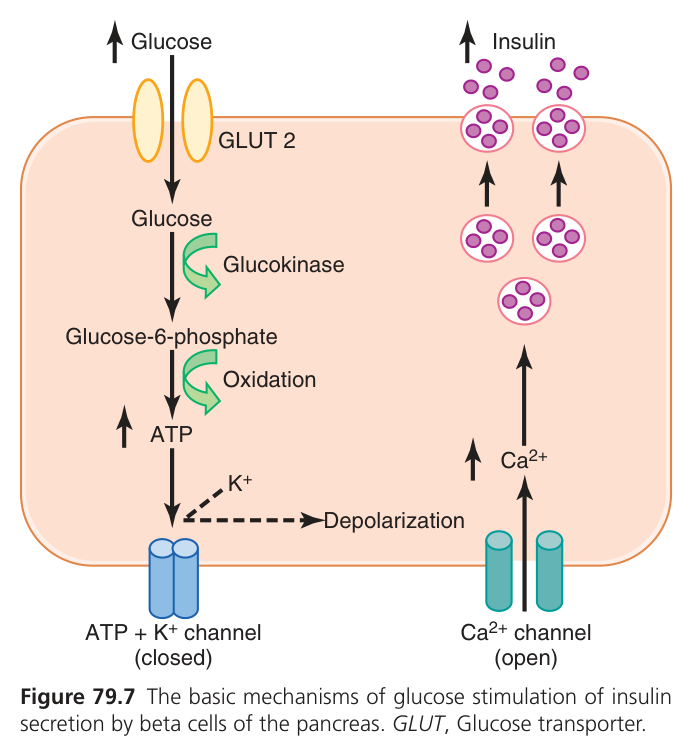 Glucose
Insulin
GLUT 2
Glucose
Glucokinase
Glucose-6-phosphate
Oxidation
ATP
Ca²⁺
K⁺
Depolarization
ATP + K⁺ channel
(closed)
Ca²⁺ channel
(open)
Figure 79.7 The basic mechanisms of glucose stimulation of insulin
secretion by beta cells of the pancreas. GLUT, Glucose transporter.